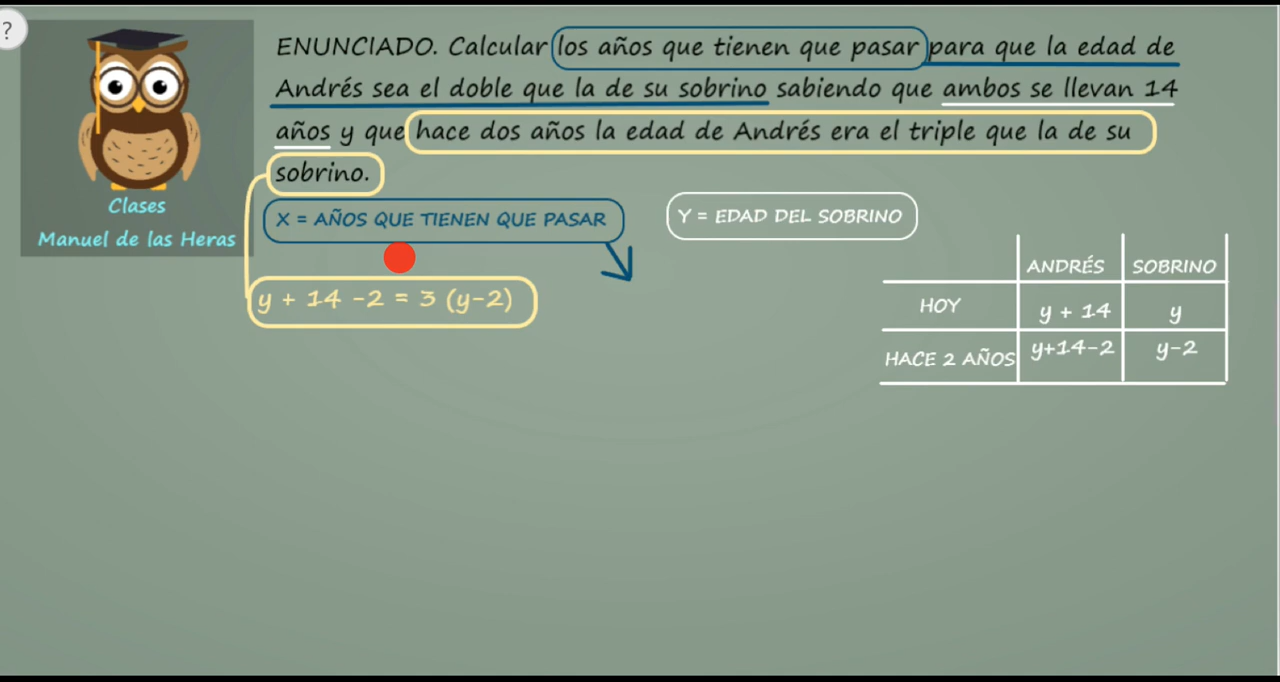 ?
ENUNCIADO. Calcular los años que tienen que pasar para que la edad de
Andrés sea el doble que la de su sobrino sabiendo que ambos se llevan 14
años y que hace dos años la edad de Andrés era el triple que la de su
sobrino.
Clases
Manuel de las Heras
X = AÑOS QUE TIENEN QUE PASAR
Y = EDAD DEL SOBRINO
y + 14 -2 = 3 (y-2)
ANDRÉS SOBRINO
HOY y + 14 y
HACE 2 AÑOS y+14-2 y-2